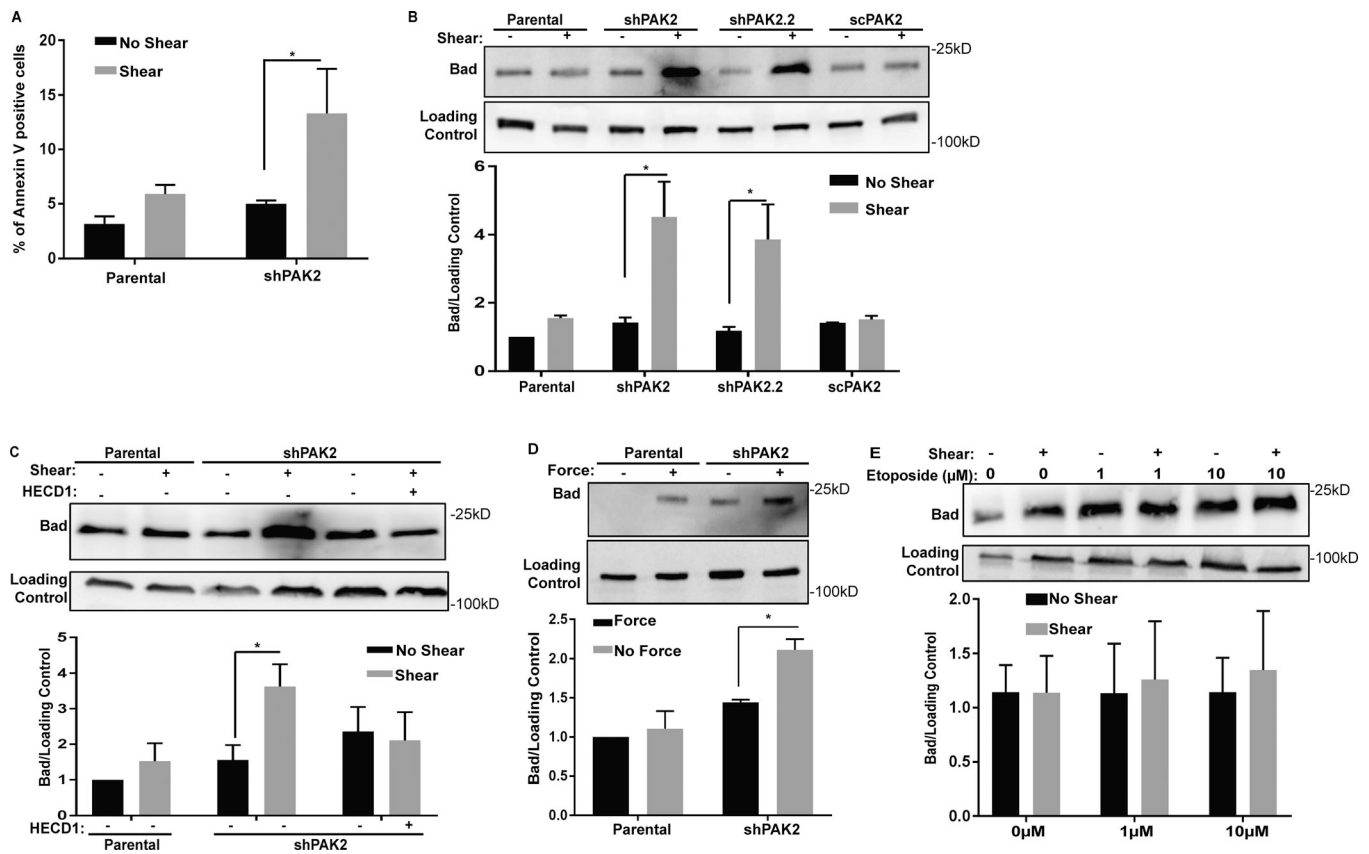 A
% of Annexin V positive cells
20
15
10
5
0
No Shear
Shear
*
Parental
shPAK2
B
Parental shPAK2 shPAK2.2 scPAK2
Shear: - + - + - + - +
Bad
-25kD
Loading
Control
-100kD
Bad/Loading Control
6
4
2
0
No Shear
Shear
*
*
Parental shPAK2 shPAK2.2 scPAK2
C
Parental shPAK2
Shear: - + - + - +
HECD1: - - - - - +
Bad
-25kD
Loading
Control
-100kD
Bad/Loading Control
5
4
3
2
1
0
No Shear
Shear
*
HECD1: - - - - - +
Parental shPAK2
D
Parental shPAK2
Force: - + - +
Bad
-25kD
Loading
Control
-100kD
Bad/Loading Control
2.5
2.0
1.5
1.0
0.5
0.0
Force
No Force
*
Parental shPAK2
E
Shear: - + - + - +
Etoposide (µM) 0 0 1 1 10 10
Bad
-25kD
Loading
Control
-100kD
Bad/Loading Control
2.0
1.5
1.0
0.5
0.0
No Shear
Shear
0µM 1µM 10µM